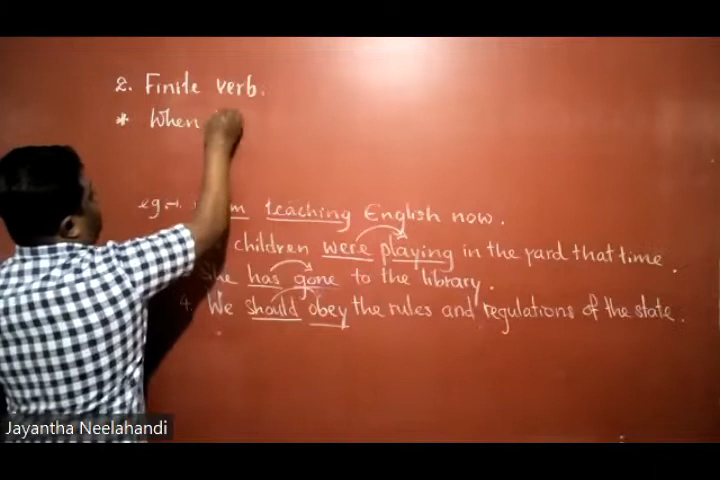 2. Finite verb.
* When
eg:- m teaching English now.
children were playing in the yard that time.
She has gone to the library.
4. We should obey the rules and regulations of the state.
Jayantha Neelahandi